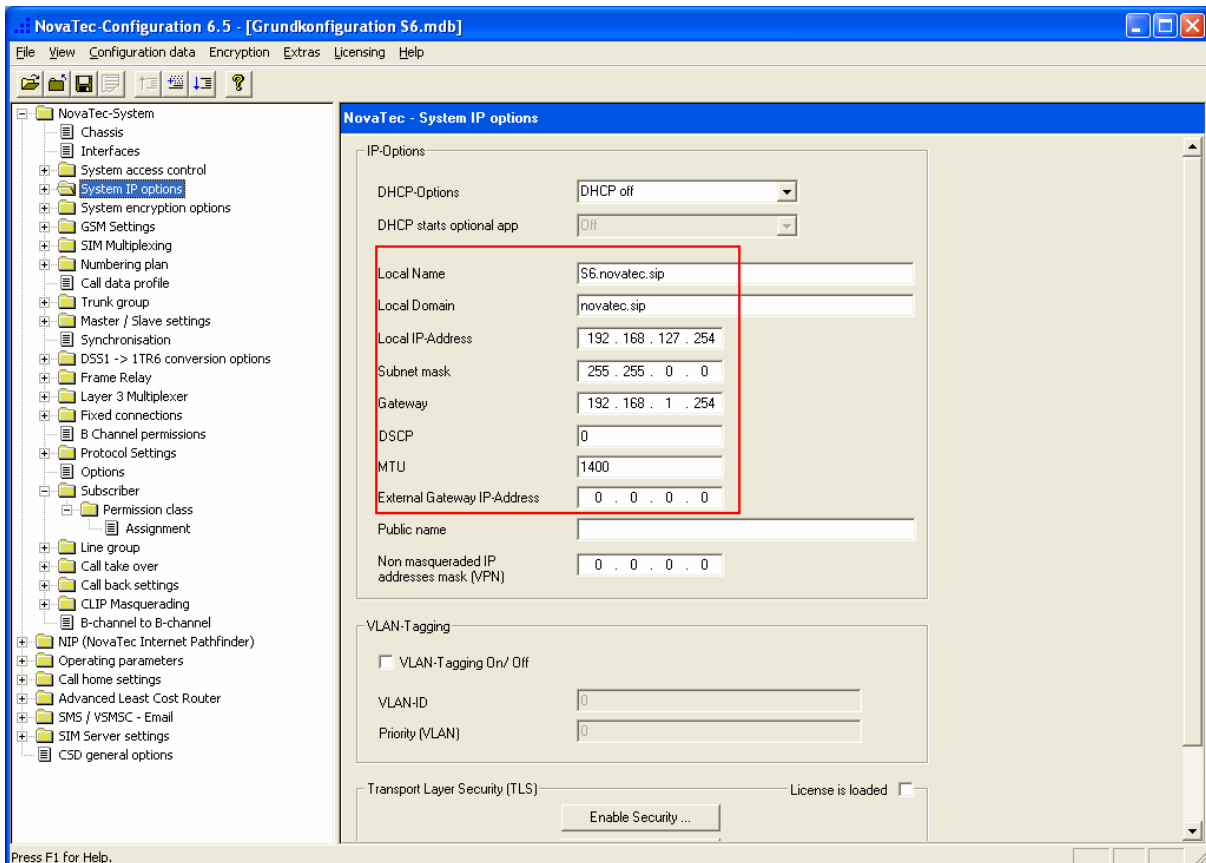 NovaTec-Configuration 6.5 - [Grundkonfiguration S6.mdb]
File View Configuration data Encryption Extras Licensing Help
NovaTec-System
Chassis
Interfaces
System access control
System IP options
System encryption options
GSM Settings
SIM Multiplexing
Numbering plan
Call data profile
Trunk group
Master / Slave settings
Synchronisation
DSS1 -> 1TR6 conversion options
Frame Relay
Layer 3 Multiplexer
Fixed connections
B Channel permissions
Protocol Settings
Options
Subscriber
Permission class
Assignment
Line group
Call take over
Call back settings
CLIP Masquerading
B-channel to B-channel
NIP (NovaTec Internet Pathfinder)
Operating parameters
Call home settings
Advanced Least Cost Router
SMS / VSMSC - Email
SIM Server settings
CSD general options
NovaTec - System IP options
IP-Options
DHCP-Options DHCP off
DHCP starts optional app Off
Local Name S6.novatec.sip
Local Domain novatec.sip
Local IP-Address 192 . 168 . 127 . 254
Subnet mask 255 . 255 . 0 . 0
Gateway 192 . 168 . 1 . 254
DSCP 0
MTU 1400
External Gateway IP-Address 0 . 0 . 0 . 0
Public name
Non masqueraded IP
addresses mask (VPN) 0 . 0 . 0 . 0
VLAN-Tagging
VLAN-Tagging On/ Off
VLAN-ID 0
Priority (VLAN) 0
Transport Layer Security (TLS) License is loaded
Enable Security ...
Press F1 for Help.